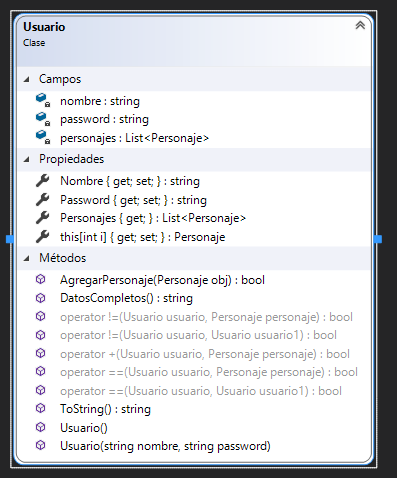 Usuario
Clase
Campos
nombre : string
password : string
personajes : List<Personaje>
Propiedades
Nombre { get; set; } : string
Password { get; set; } : string
Personajes { get; } : List<Personaje>
this[int i] { get; set; } : Personaje
Métodos
AgregarPersonaje(Personaje obj) : bool
DatosCompletos() : string
operator !=(Usuario usuario, Personaje personaje) : bool
operator !=(Usuario usuario, Usuario usuario1) : bool
operator +(Usuario usuario, Personaje personaje) : bool
operator ==(Usuario usuario, Personaje personaje) : bool
operator ==(Usuario usuario, Usuario usuario1) : bool
ToString() : string
Usuario()
Usuario(string nombre, string password)